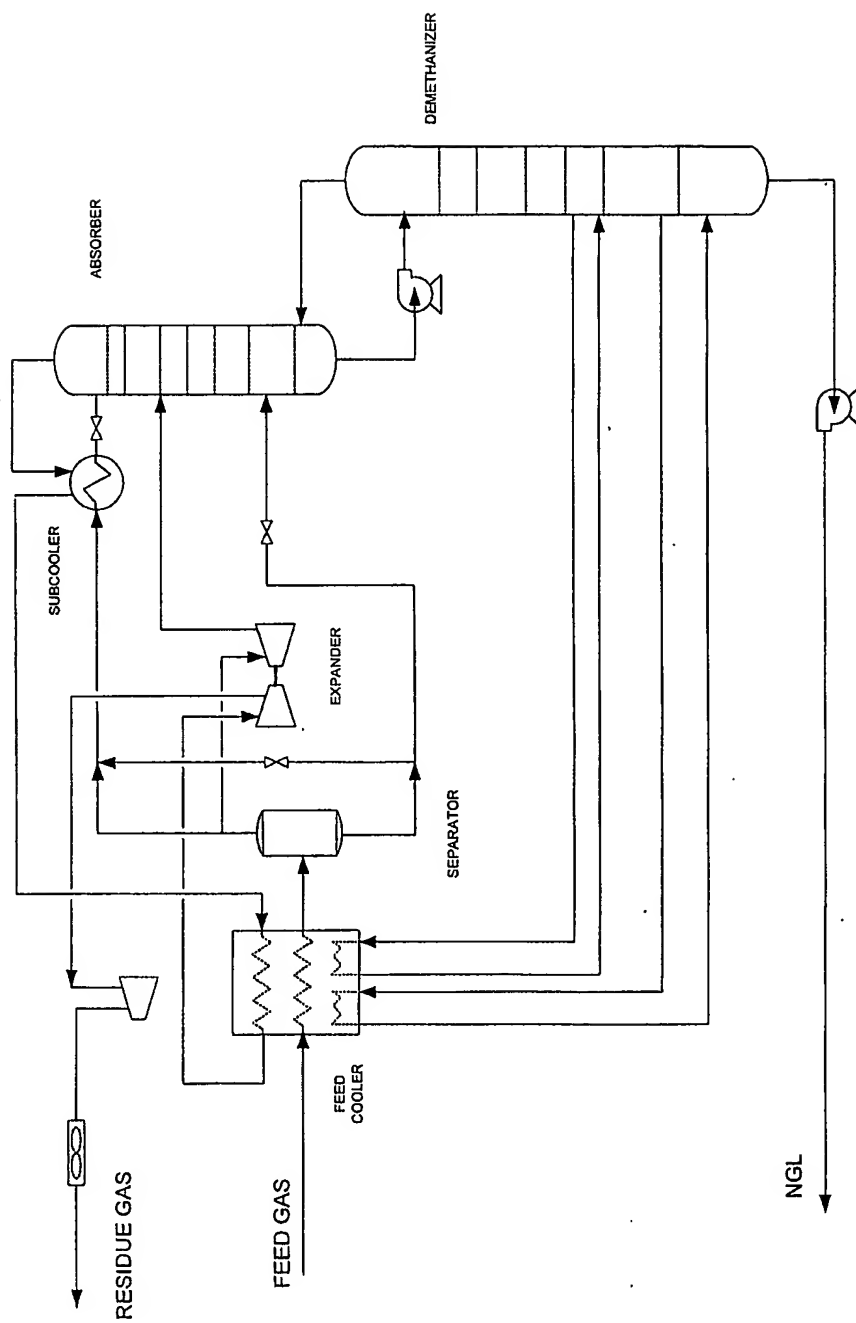 DEMETHANIZER
ABSORBER
SUBCOOLER
EXPANDER
SEPARATOR
FEED
COOLER
RESIDUE GAS
FEED GAS
NGL